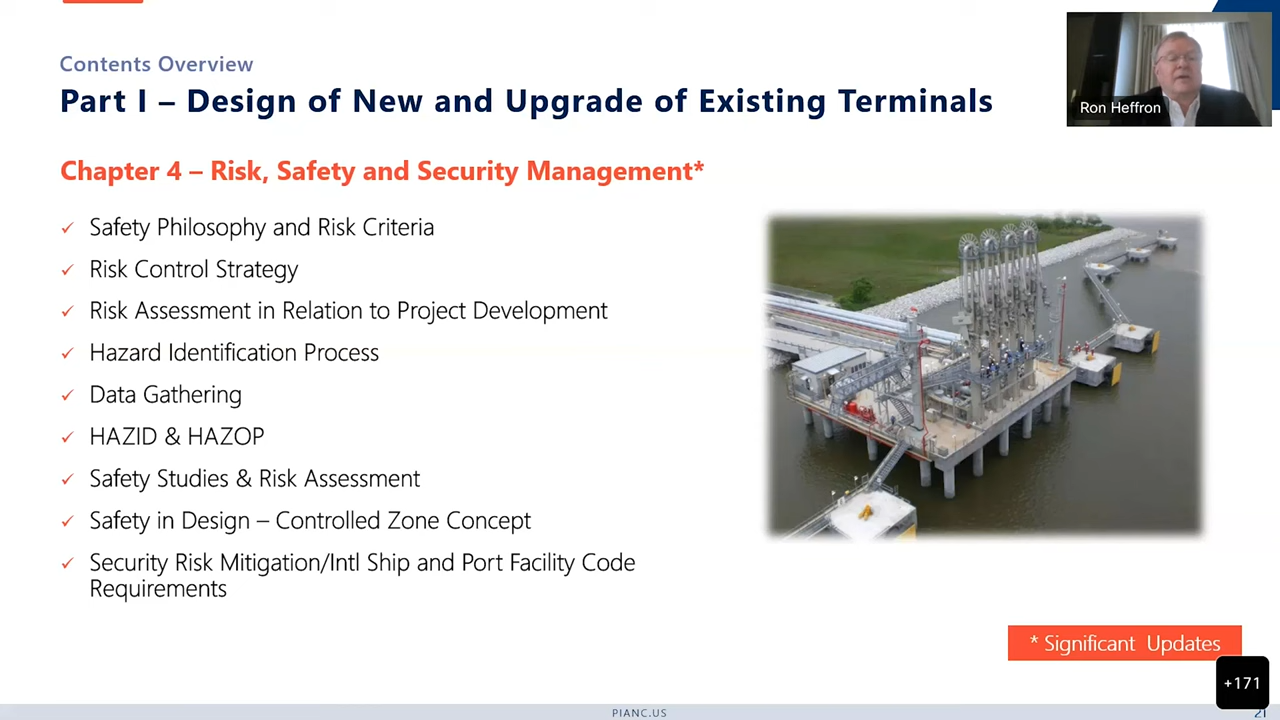 Contents Overview
Part I – Design of New and Upgrade of Existing Terminals
Ron Heffron
Chapter 4 – Risk, Safety and Security Management*
✓ Safety Philosophy and Risk Criteria
✓ Risk Control Strategy
✓ Risk Assessment in Relation to Project Development
✓ Hazard Identification Process
✓ Data Gathering
✓ HAZID & HAZOP
✓ Safety Studies & Risk Assessment
✓ Safety in Design – Controlled Zone Concept
✓ Security Risk Mitigation/Intl Ship and Port Facility Code
Requirements
* Significant Updates
+171
PIANC.US
21